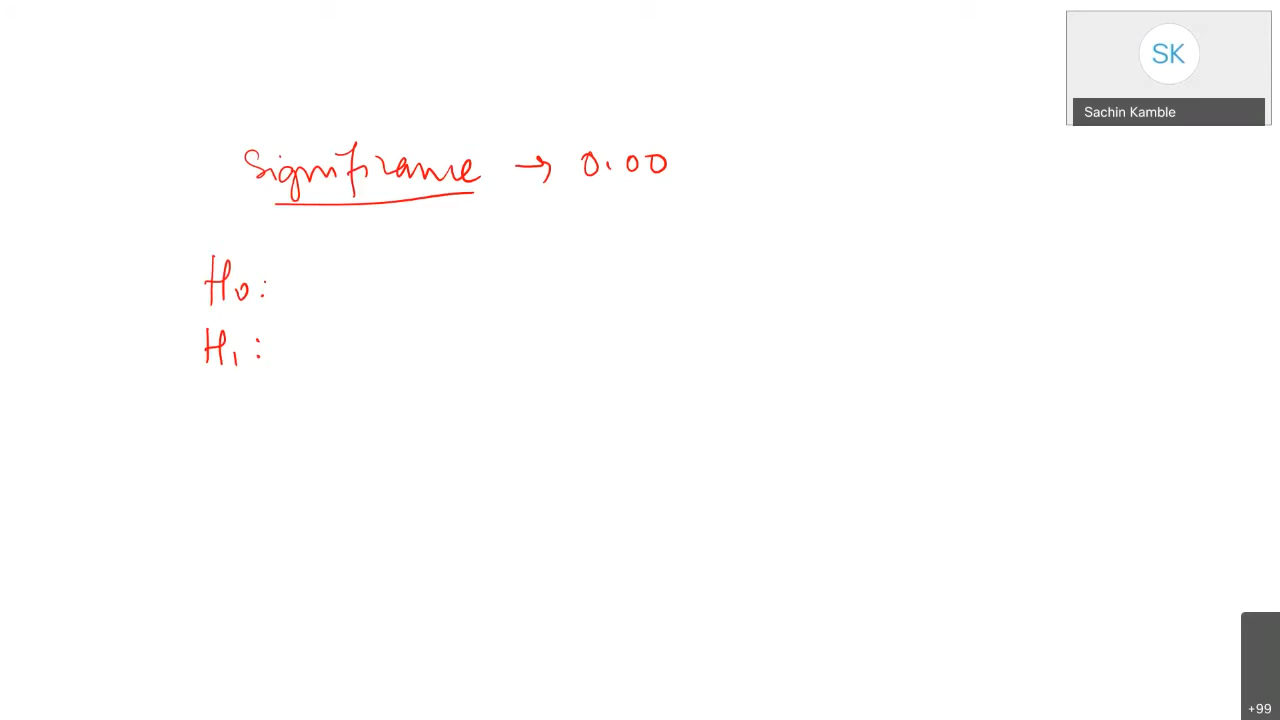 SK
Sachin Kamble
Significance → 0.00
H₀:
H₁:
+99